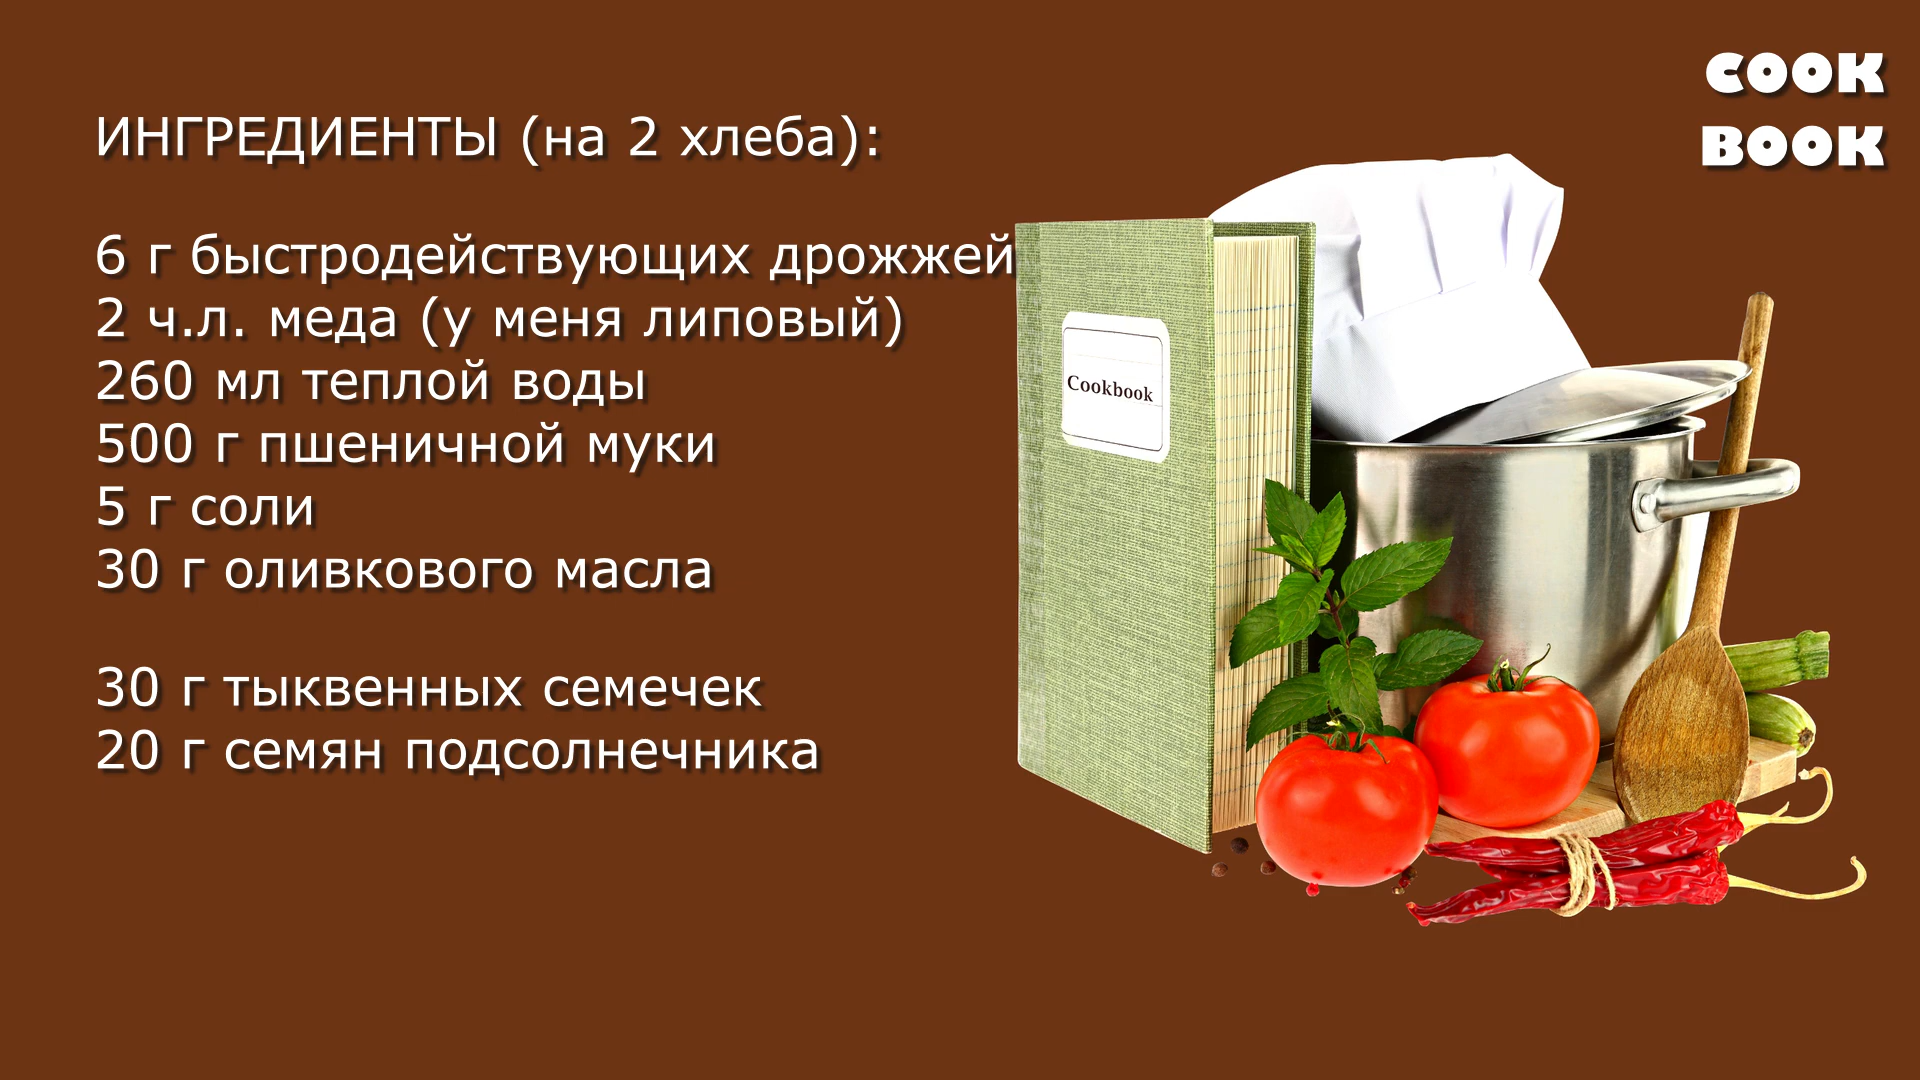 COOK
BOOK
ИНГРЕДИЕНТЫ (на 2 хлеба):
6 г быстродействующих дрожжей
2 ч.л. меда (у меня липовый)
260 мл теплой воды
500 г пшеничной муки
5 г соли
30 г оливкового масла
30 г тыквенных семечек
20 г семян подсолнечника
Cookbook